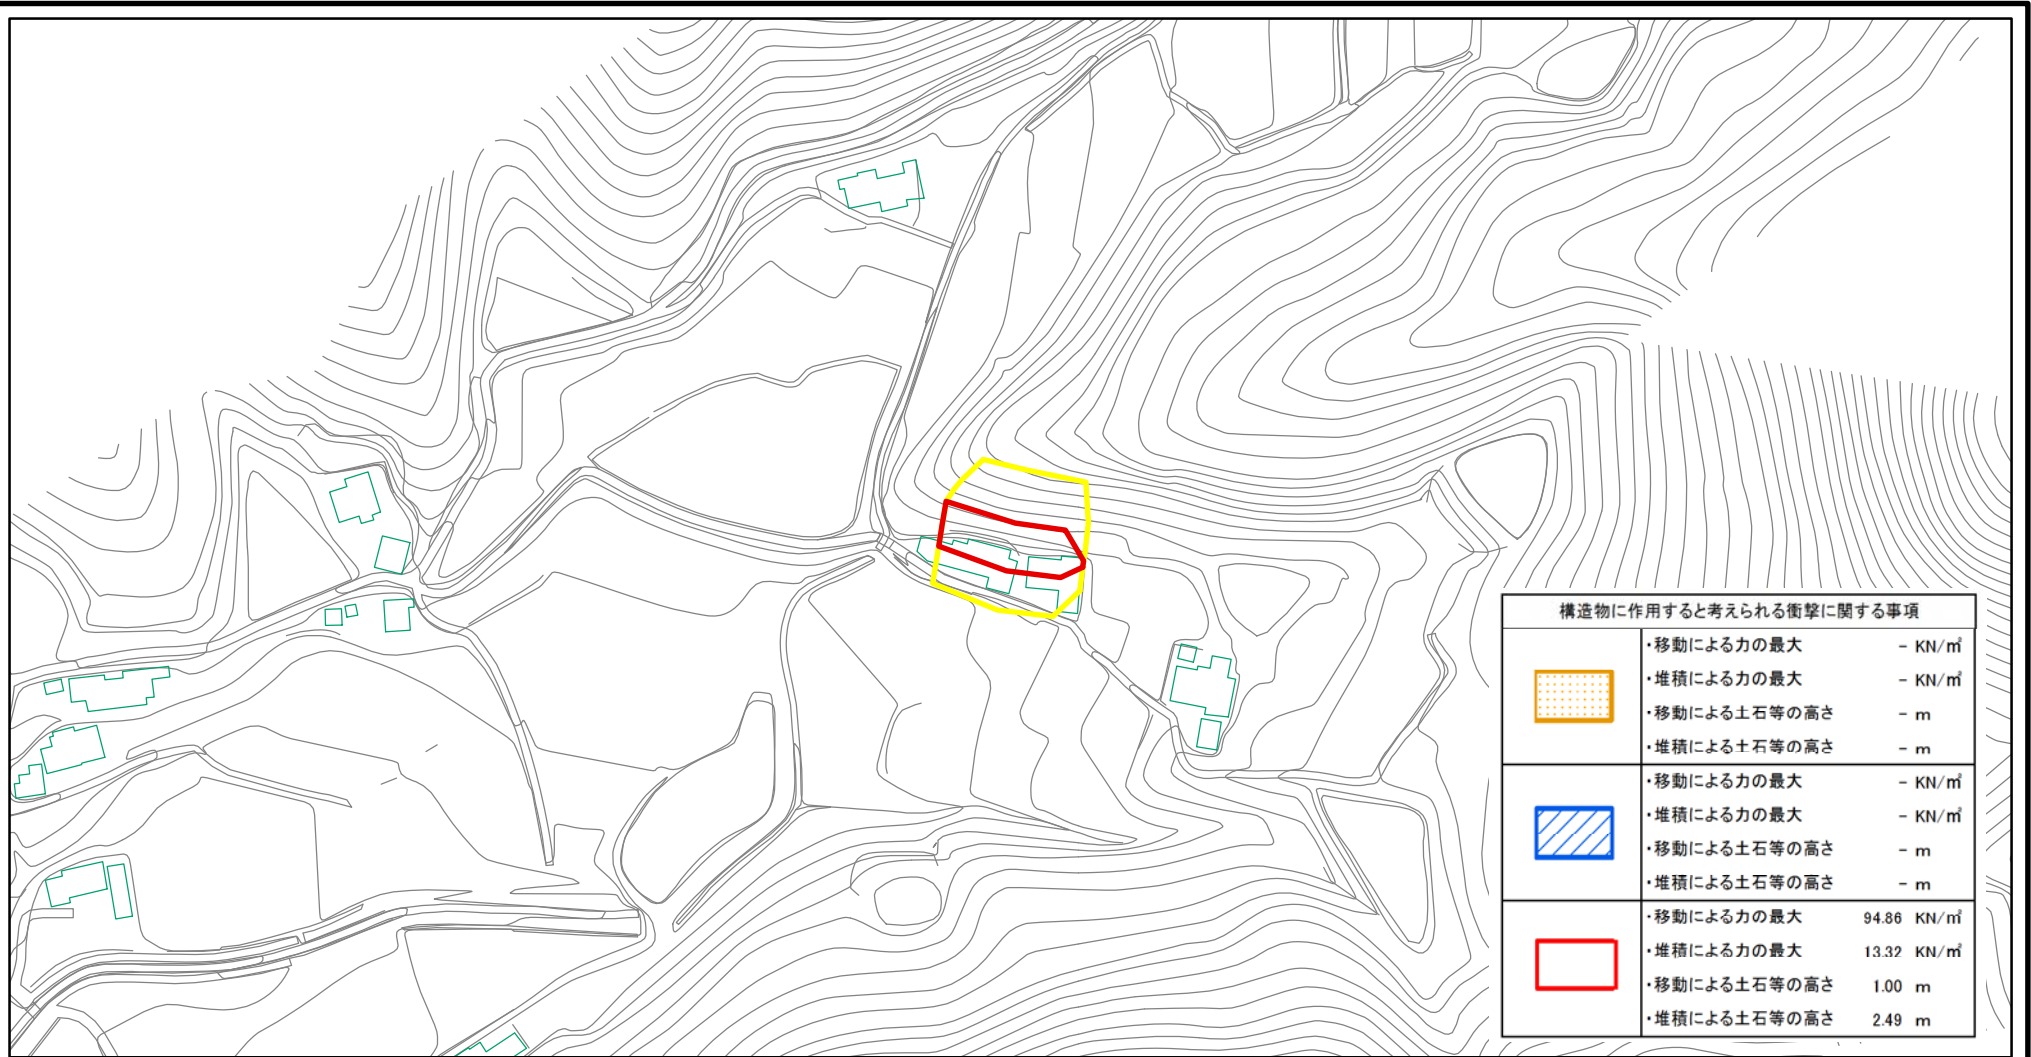 構造物に作用すると考えられる衝撃に関する事項
・移動による力の最大 － KN/㎡
・堆積による力の最大 － KN/㎡
・移動による土石等の高さ － m
・堆積による土石等の高さ － m
・移動による力の最大 － KN/㎡
・堆積による力の最大 － KN/㎡
・移動による土石等の高さ － m
・堆積による土石等の高さ － m
・移動による力の最大 94.86 KN/㎡
・堆積による力の最大 13.32 KN/㎡
・移動による土石等の高さ 1.00 m
・堆積による土石等の高さ 2.49 m